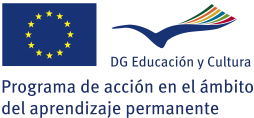 DG Educación y Cultura
Programa de acción en el ámbito
del aprendizaje permanente